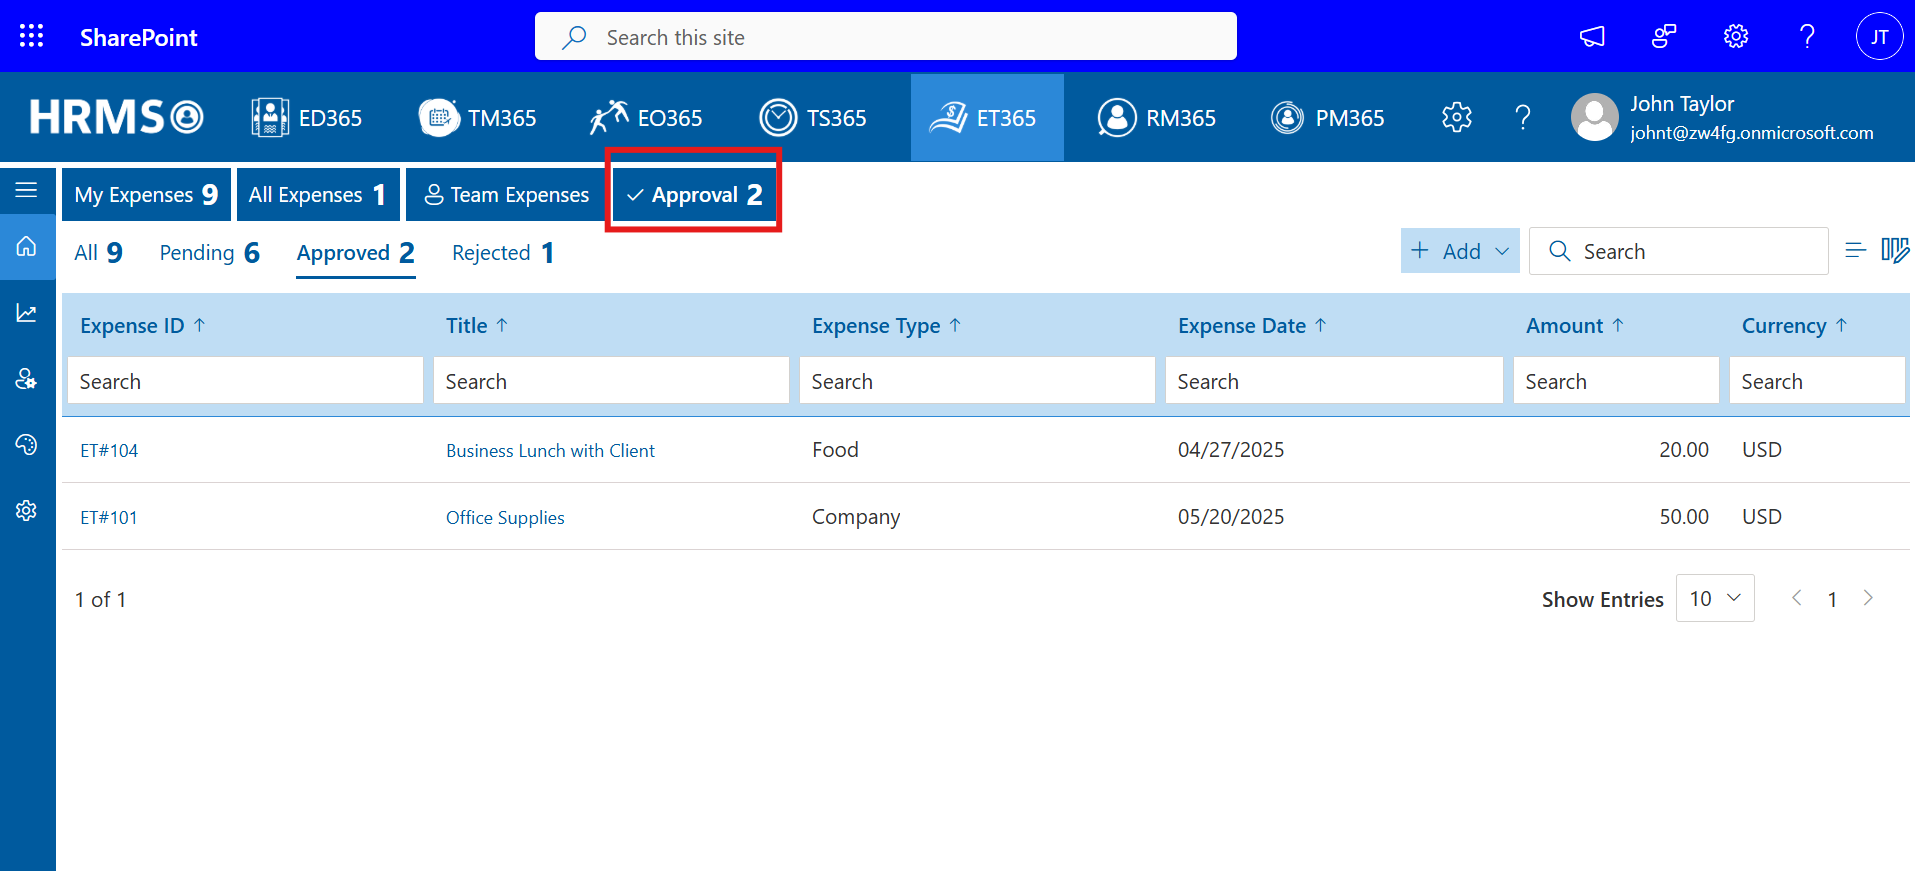 SharePoint
Search this site
JT
HRMS
ED365
TM365
EO365
TS365
ET365
RM365
PM365
John Taylor
johnt@zw4fg.onmicrosoft.com
My Expenses 9
All Expenses 1
Team Expenses
Approval 2
All 9
Pending 6
Approved 2
Rejected 1
+ Add
Search
Expense ID ↑
Title ↑
Expense Type ↑
Expense Date ↑
Amount ↑
Currency ↑
Search
Search
Search
Search
Search
Search
ET#104
Business Lunch with Client
Food
04/27/2025
20.00
USD
ET#101
Office Supplies
Company
05/20/2025
50.00
USD
1 of 1
Show Entries
10
1